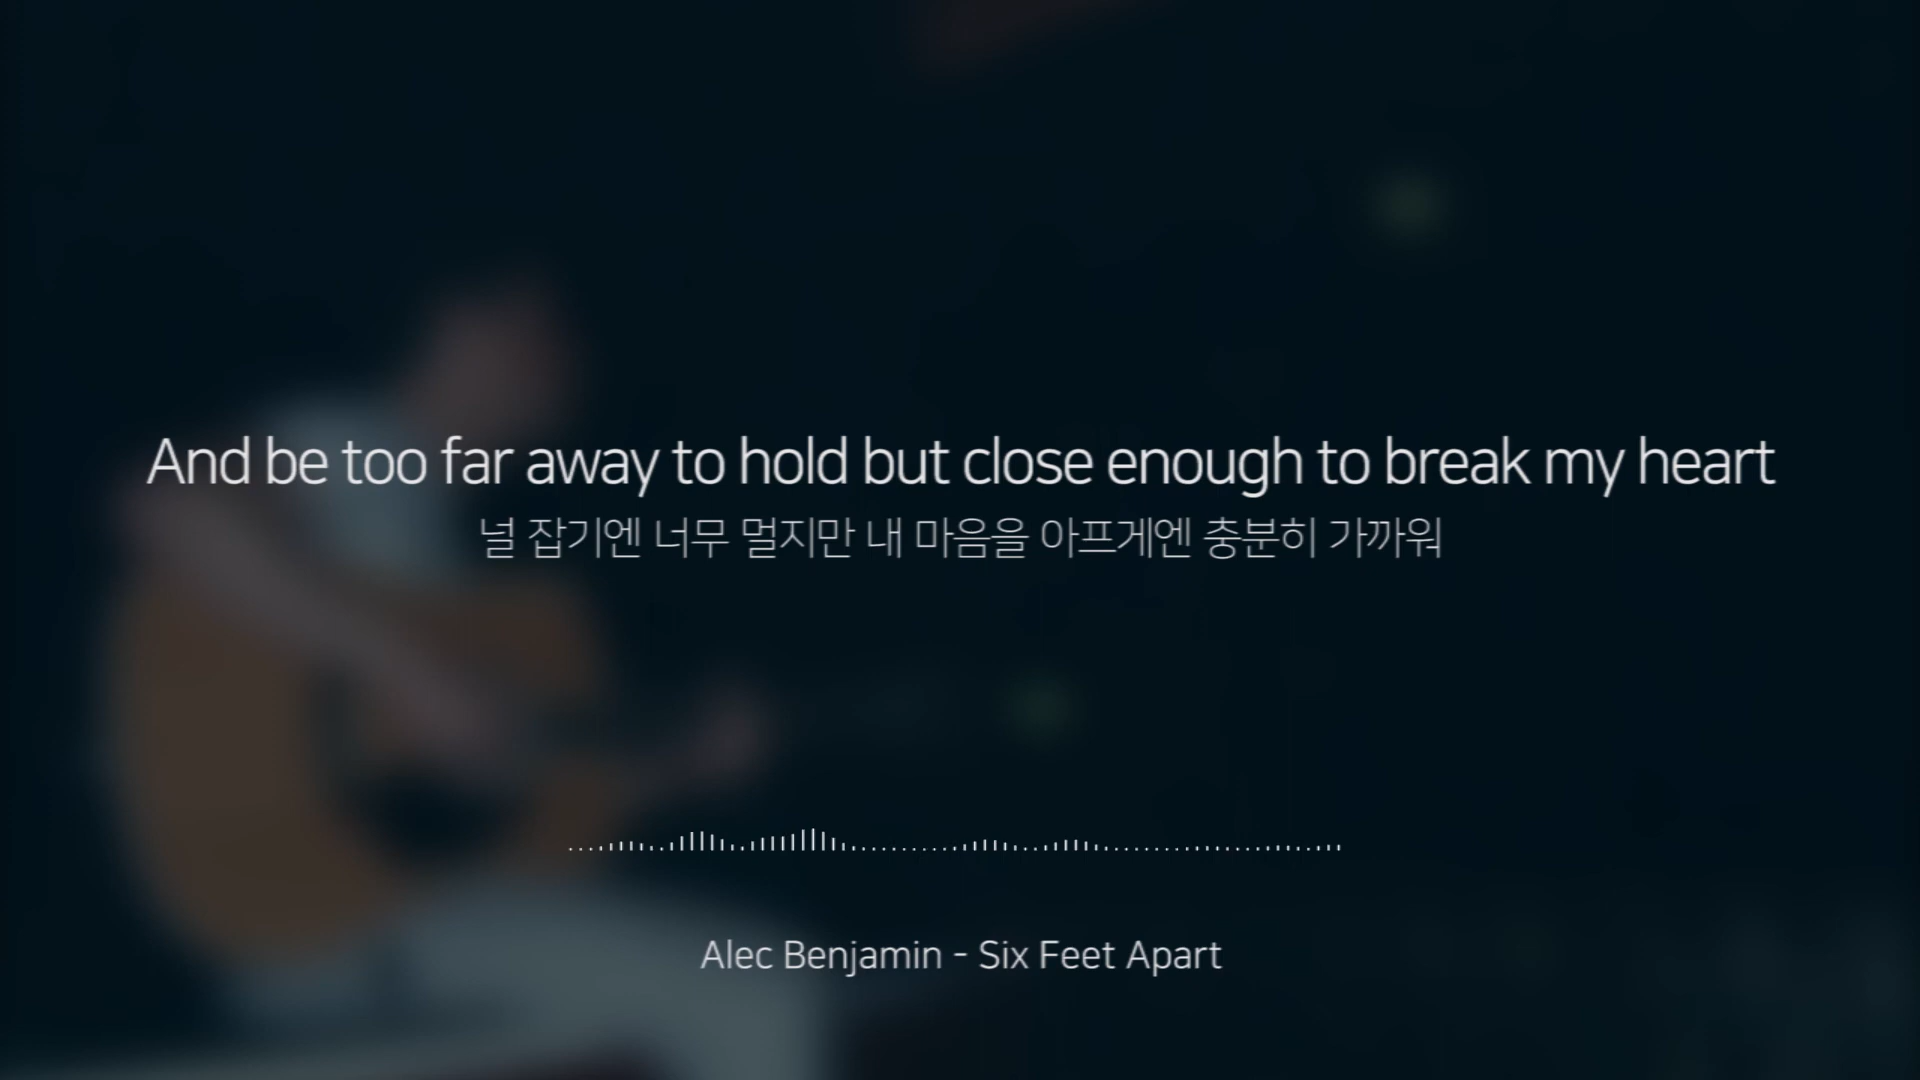 And be too far away to hold but close enough to break my heart
널 잡기엔 너무 멀지만 내 마음을 아프게엔 충분히 가까워
Alec Benjamin - Six Feet Apart